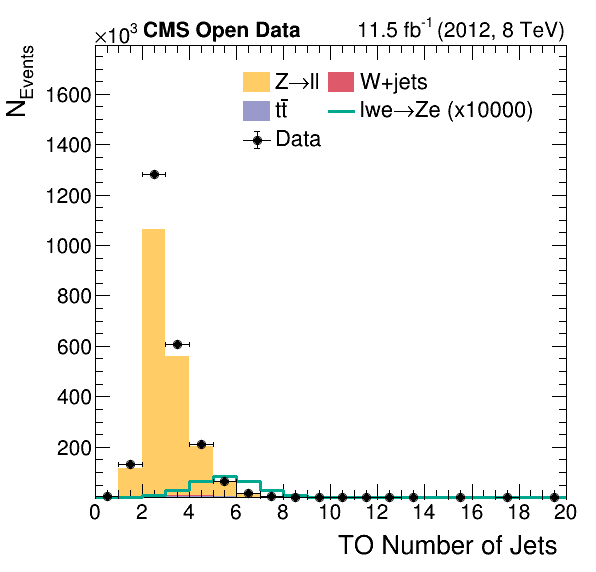 ×10³ CMS Open Data 11.5 fb⁻¹ (2012, 8 TeV)
N_Events
Z→ll W+jets
tt̄ lwe→Ze (x10000)
Data
1600
1400
1200
1000
800
600
400
200
0 2 4 6 8 10 12 14 16 18 20
TO Number of Jets